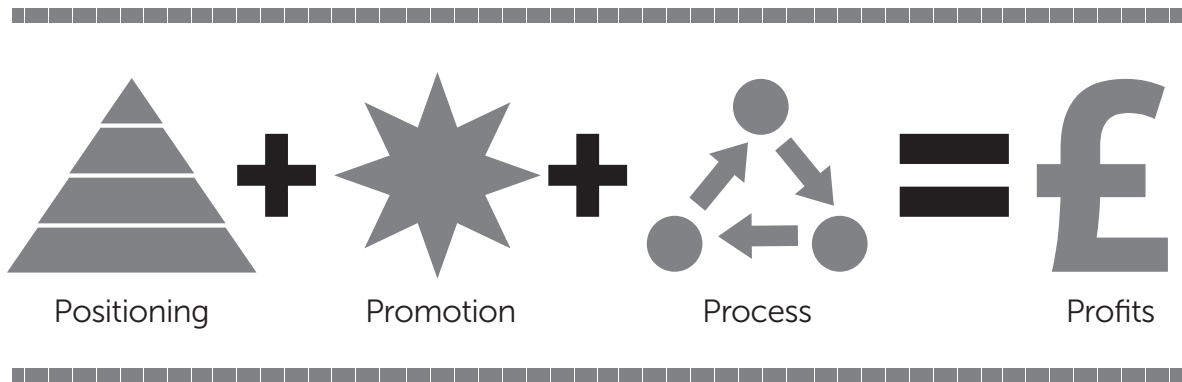 + + = £
Positioning Promotion Process Profits